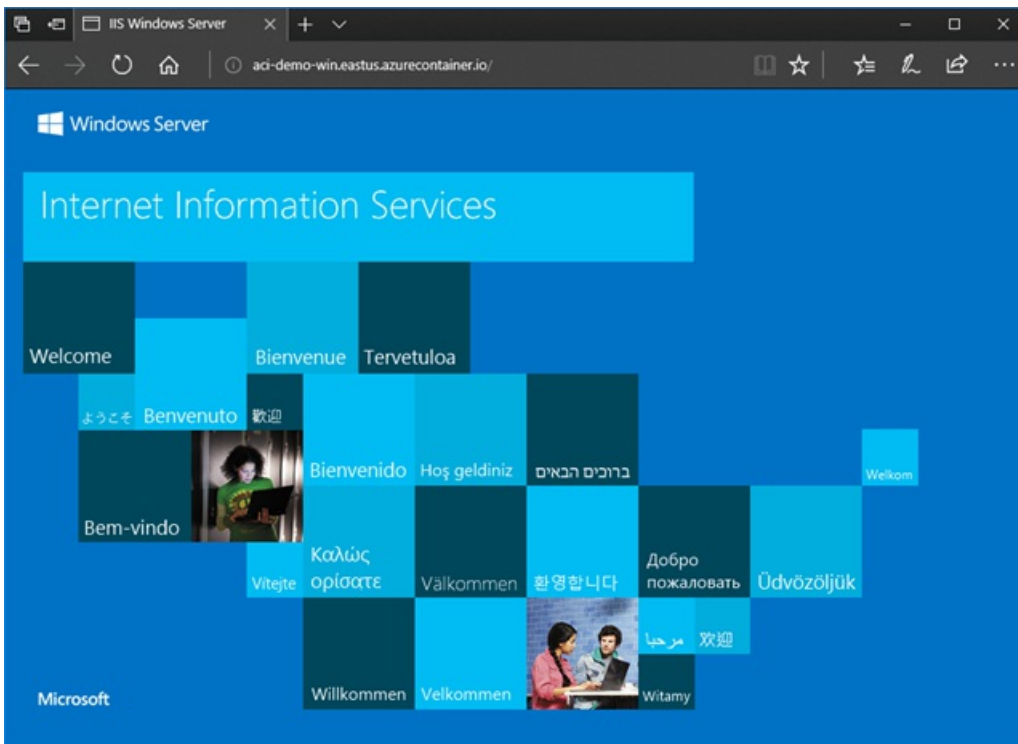 IIS Windows Server
aci-demo-win.eastus.azurecontainer.io/
Windows Server
Internet Information Services
Welcome
Bienvenue
Tervetuloa
ようこそ
Benvenuto
歡迎
Bienvenido
Hoş geldiniz
ברוכים הבאים
Welkom
Bem-vindo
Vítejte
Καλώς
ορίσατε
Välkommen
환영합니다
Добро
пожаловать
Üdvözöljük
مرحبا
欢迎
Willkommen
Velkommen
Witamy
Microsoft